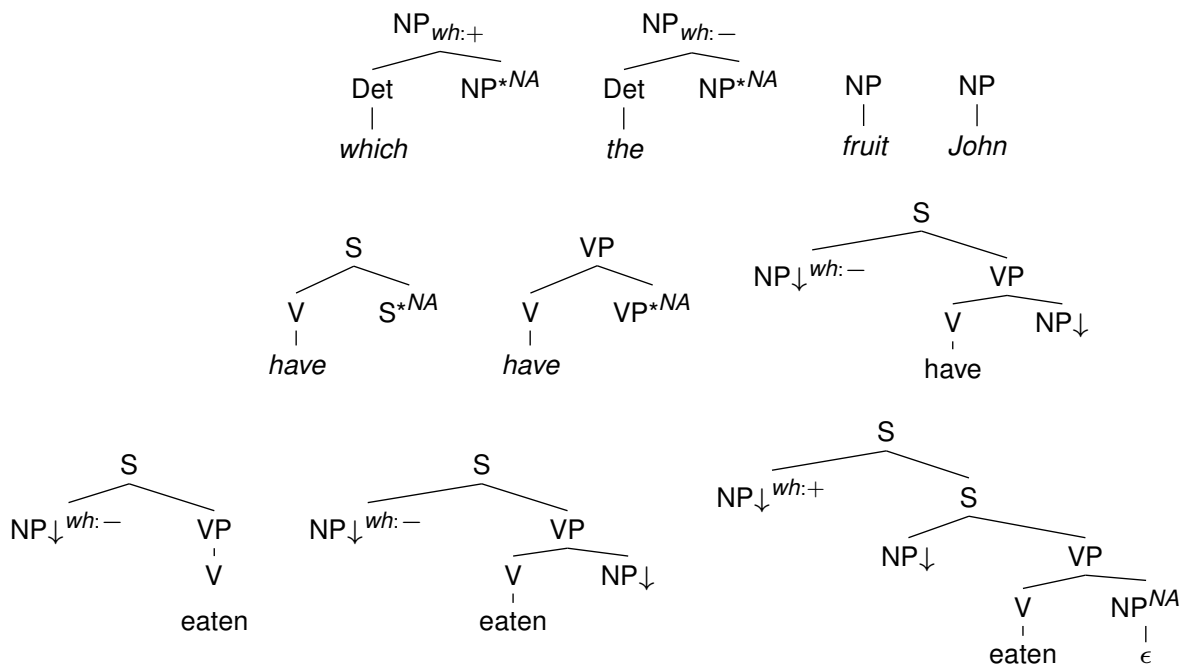 NP wh:+ NP wh:−
Det NP*NA Det NP*NA NP NP
which the fruit John
S
S VP
NP↓wh:− VP
V S*NA V VP*NA
V NP↓
have have
have
S
S S
NP↓wh:+ S
NP↓wh:− VP NP↓wh:− VP
NP↓ VP
V V NP↓
V NP NA
eaten eaten
eaten ϵ